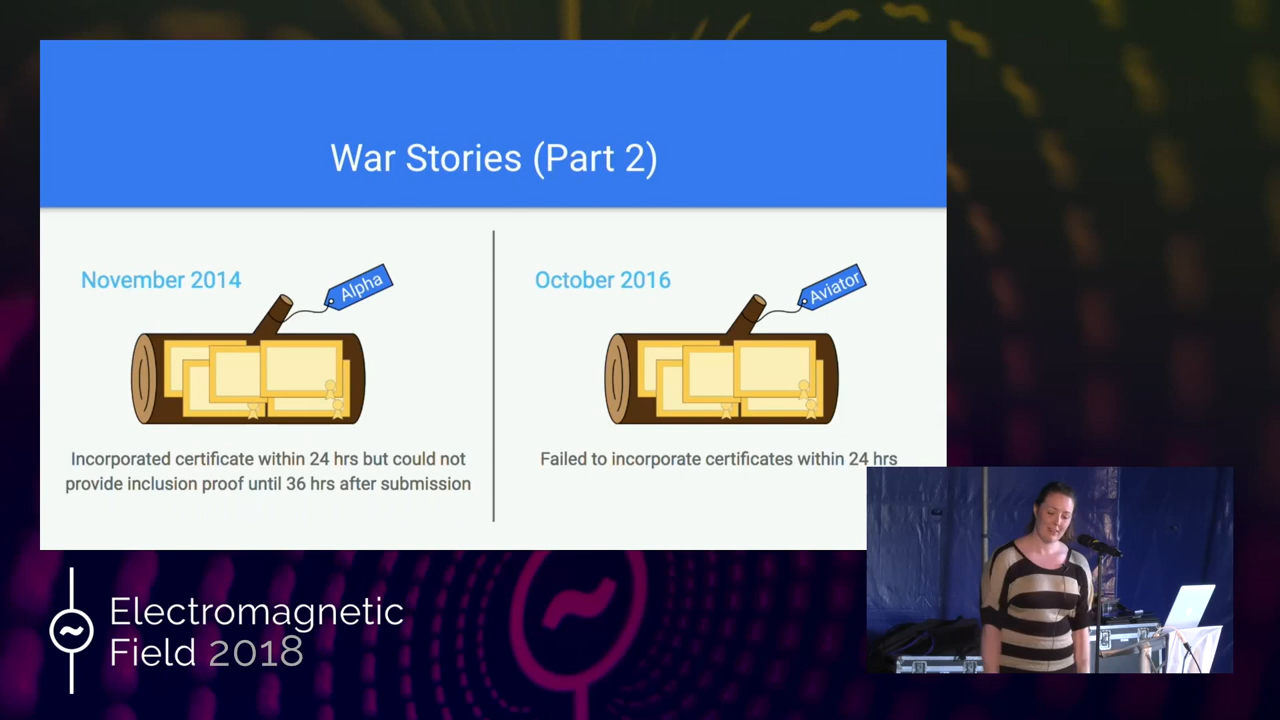 War Stories (Part 2)
November 2014
Alpha
Incorporated certificate within 24 hrs but could not
provide inclusion proof until 36 hrs after submission
October 2016
Aviator
Failed to incorporate certificates within 24 hrs
Electromagnetic
Field 2018